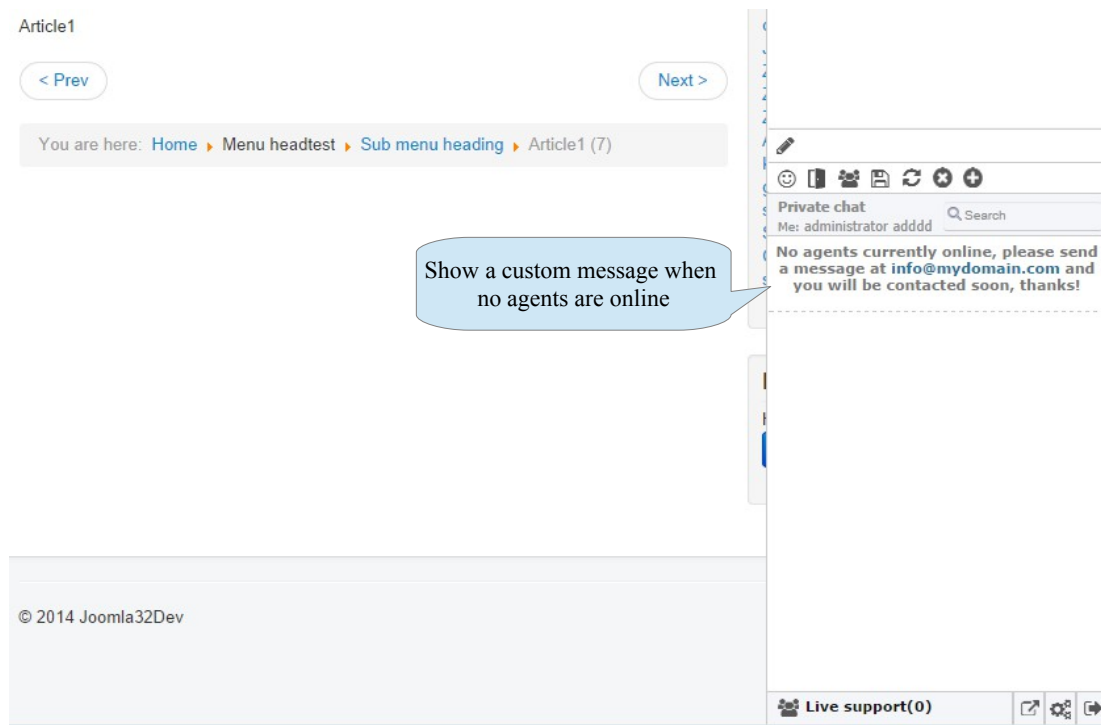 Article1
< Prev
Next >
You are here: Home Menu headtest Sub menu heading Article1 (7)
Show a custom message when
no agents are online
Private chat
Me: administrator adddd
Search
No agents currently online, please send
a message at info@mydomain.com and
you will be contacted soon, thanks!
© 2014 Joomla32Dev
Live support(0)